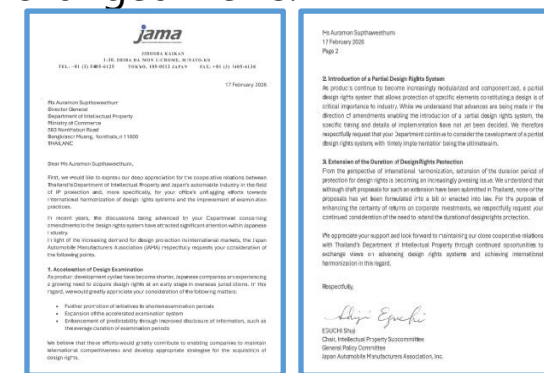 jama
JIDOSHA KAIKAN
1-30, SHIBA DA MON 1-CHOME, MINATO-KU
TEL: +81 (3) 5405-6125 TOKYO, 105-0012 JAPAN FAX: +81 (3) 5405-6136
17 February 2026
Ms Auramon Supthaweethum
Director General
Department of Intellectual Property
Ministry of Commerce
563 Nonthaburi Road
Bangkrasor Muang, Nonthaburi 11000
THAILAND
Dear Ms Auramon Supthaweethum,
First, we would like to express our deep appreciation for the cooperative relations between
Thailand's Department of Intellectual Property and Japan's automobile industry in the field
of IP protection and, more specifically, for your office's unflagging efforts towards
international harmonization of design rights systems and the improvement of examination
practices.
In recent years, the discussions being advanced by your Department concerning
amendments to the design rights system have attracted significant attention within Japanese
industry.
In light of the increasing demand for design protection in international markets, the Japan
Automobile Manufacturers Association (JAMA) respectfully requests your consideration of
the following points.
1. Acceleration of Design Examination
As product development cycles have become shorter, Japanese companies are experiencing
a growing need to acquire design rights at an early stage in overseas jurisdictions. In this
regard, we would greatly appreciate your consideration of the following matters:
• Further promotion of initiatives to shorten examination periods
• Expansion of the accelerated examination system
• Enhancement of predictability through improved disclosure of information, such as
the average duration of examination periods
We believe that these efforts would greatly contribute to enabling companies to maintain
international competitiveness and develop appropriate strategies for the acquisition of
design rights.
Ms Auramon Supthaweethum
17 February 2026
Page 2
2. Introduction of a Partial Design Rights System
As products continue to become increasingly modularized and componentized, a partial
design rights system that allows protection of specific elements constituting a design is of
critical importance to industry. While we understand that advances are being made in the
direction of amendments enabling the introduction of a partial design rights system, the
specific timing and details of implementation have not yet been decided. We therefore
respectfully request that your Department continue to consider the development of a partial
design rights system, with timely implementation being the ultimate aim.
3. Extension of the Duration of Design Rights Protection
From the perspective of international harmonization, extension of the duration period of
protection for design rights is becoming an increasingly pressing issue. We understand that
although draft proposals for such an extension have been submitted in Thailand, none of the
proposals has yet been formulated into a bill or enacted into law. For the purpose of
enhancing the certainty of returns on corporate investments, we respectfully request your
continued consideration of the need to extend the duration of design rights protection.
We appreciate your support and look forward to maintaining our close cooperative relations
with Thailand's Department of Intellectual Property through continued opportunities to
exchange views on advancing design rights systems and achieving international
harmonization in this regard.
Respectfully,
Shuji Eguchi
EGUCHI Shuji
Chair, Intellectual Property Subcommittee
General Policy Committee
Japan Automobile Manufacturers Association, Inc.